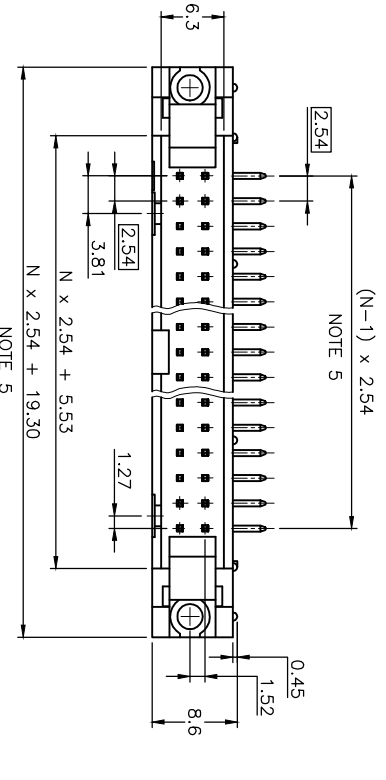 6.3
2.54
(N-1) x 2.54
NOTE 5
2.54
3.81
1.27
N x 2.54 + 5.53
N x 2.54 + 19.30
NOTE 5
0.45
1.52
8.6